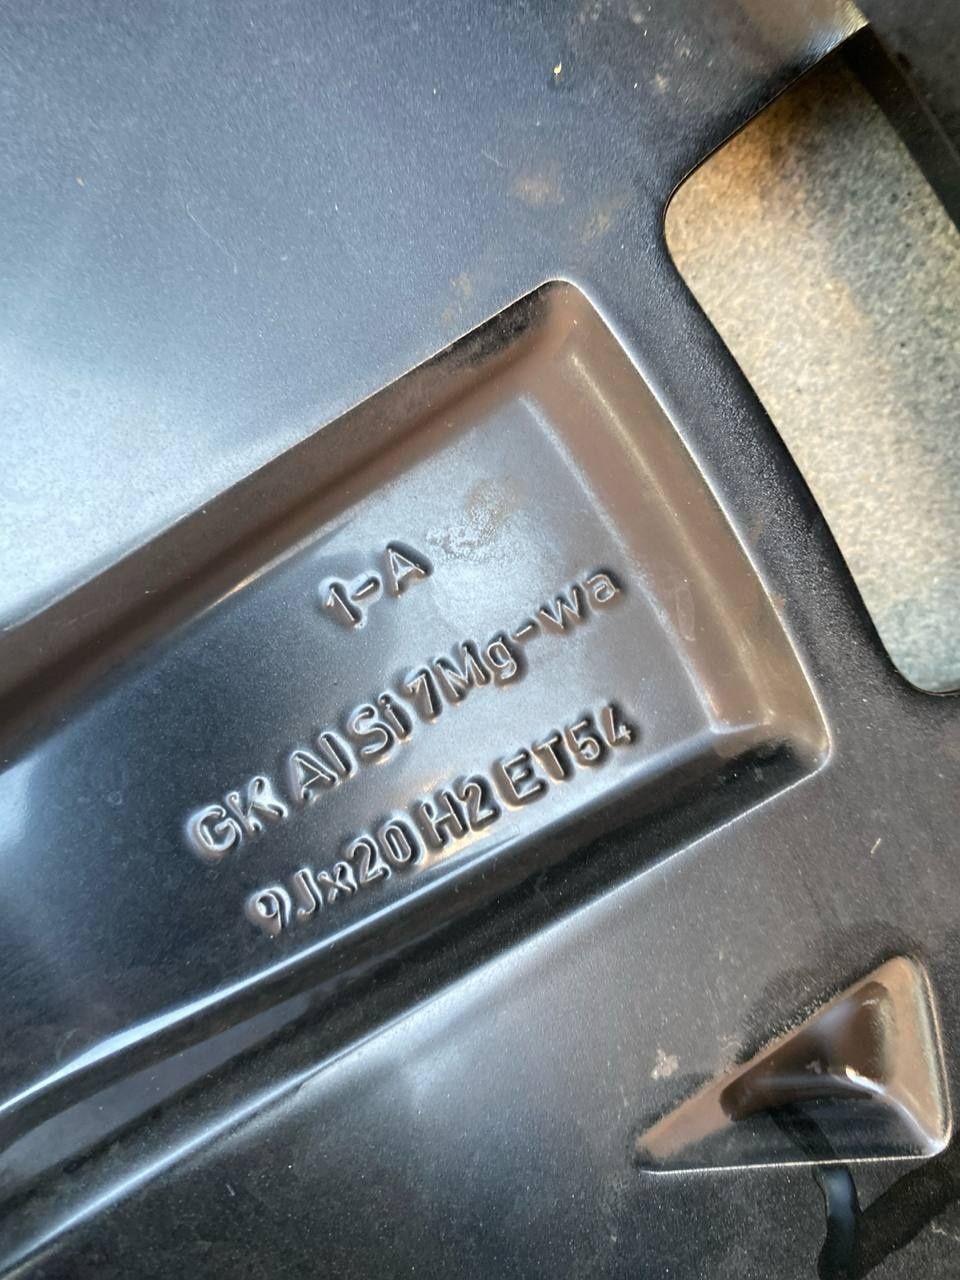 1-A
GK AlSi7Mg-wa
9Jx20 H2 ET54